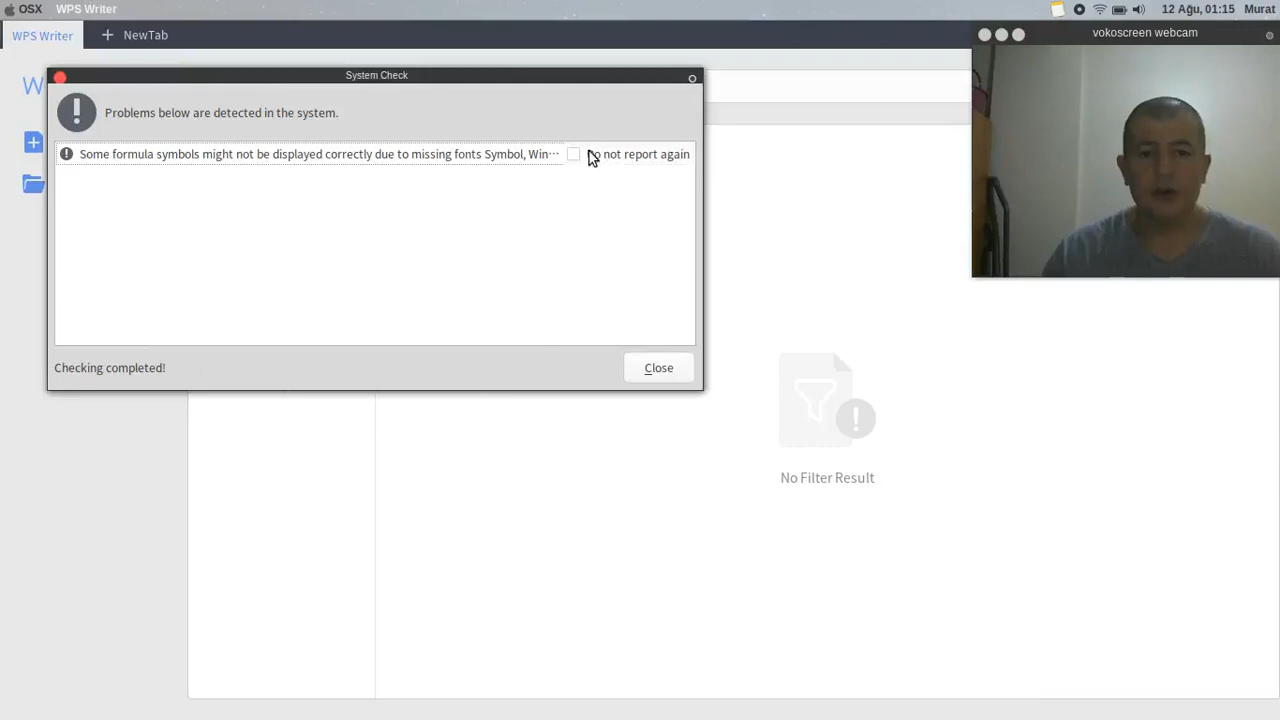 OSX WPS Writer 12 Ağu, 01:15 Murat
WPS Writer + NewTab
vokoscreen webcam
System Check
Problems below are detected in the system.
Some formula symbols might not be displayed correctly due to missing fonts Symbol, Win⋯ not report again
Checking completed!
Close
No Filter Result